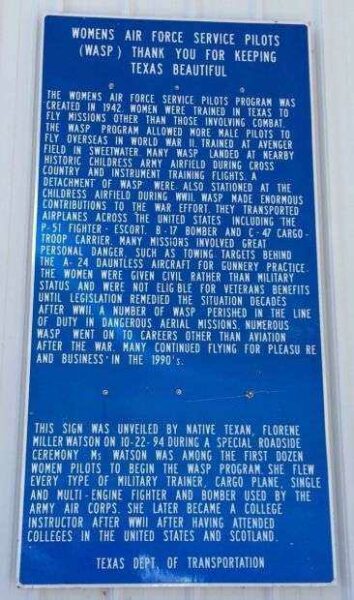 WOMENS AIR FORCE SERVICE PILOTS
(WASP) THANK YOU FOR KEEPING
TEXAS BEAUTIFUL
THE WOMENS AIR FORCE SERVICE PILOTS PROGRAM WAS
CREATED IN 1942. WOMEN WERE TRAINED IN TEXAS TO
FLY MISSIONS OTHER THAN THOSE INVOLVING COMBAT.
THE WASP PROGRAM ALLOWED MORE MALE PILOTS TO
FLY OVERSEAS IN WORLD WAR II. TRAINED AT AVENGER
FIELD IN SWEETWATER, MANY WASP LANDED AT NEARBY
HISTORIC CHILDRESS ARMY AIRFIELD DURING CROSS
COUNTRY AND INSTRUMENT TRAINING FLIGHTS. A
DETACHMENT OF WASP WERE ALSO STATIONED AT THE
CHILDRESS AIRFIELD DURING WWII. WASP MADE ENORMOUS
CONTRIBUTIONS TO THE WAR EFFORT. THEY TRANSPORTED
AIRPLANES ACROSS THE UNITED STATES INCLUDING THE
P-51 FIGHTER-ESCORT, B-17 BOMBER AND C-47 CARGO-
TROOP CARRIER. MANY MISSIONS INVOLVED GREAT
PERSONAL DANGER, SUCH AS TOWING TARGETS BEHIND
THE A-24 DAUNTLESS AIRCRAFT FOR GUNNERY PRACTICE.
THE WOMEN WERE GIVEN CIVIL RATHER THAN MILITARY
STATUS AND WERE NOT ELIGIBLE FOR VETERANS BENEFITS
UNTIL LEGISLATION REMEDIED THE SITUATION DECADES
AFTER WWII. A NUMBER OF WASP PERISHED IN THE LINE
OF DUTY IN DANGEROUS AERIAL MISSIONS. NUMEROUS
WASP WENT ON TO CAREERS OTHER THAN AVIATION
AFTER THE WAR. MANY CONTINUED FLYING FOR PLEASURE
AND BUSINESS IN THE 1990's.
THIS SIGN WAS UNVEILED BY NATIVE TEXAN, FLORENE
MILLER WATSON ON 10-22-94 DURING A SPECIAL ROADSIDE
CEREMONY. Ms WATSON WAS AMONG THE FIRST DOZEN
WOMEN PILOTS TO BEGIN THE WASP PROGRAM. SHE FLEW
EVERY TYPE OF MILITARY TRAINER, CARGO PLANE, SINGLE
AND MULTI-ENGINE FIGHTER AND BOMBER USED BY THE
ARMY AIR CORPS. SHE LATER BECAME A COLLEGE
INSTRUCTOR AFTER WWII AFTER HAVING ATTENDED
COLLEGES IN THE UNITED STATES AND SCOTLAND.
TEXAS DEPT. OF TRANSPORTATION